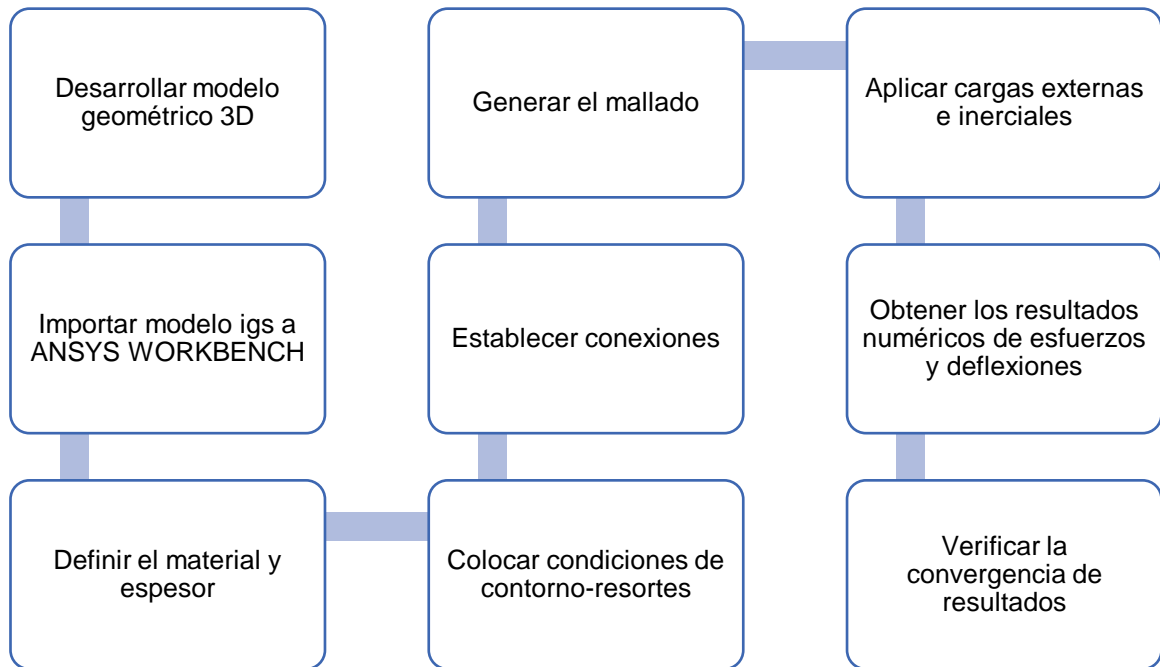 Desarrollar modelo
geométrico 3D
Importar modelo igs a
ANSYS WORKBENCH
Definir el material y
espesor
Colocar condiciones de
contorno-resortes
Establecer conexiones
Generar el mallado
Aplicar cargas externas
e inerciales
Obtener los resultados
numéricos de esfuerzos
y deflexiones
Verificar la
convergencia de
resultados